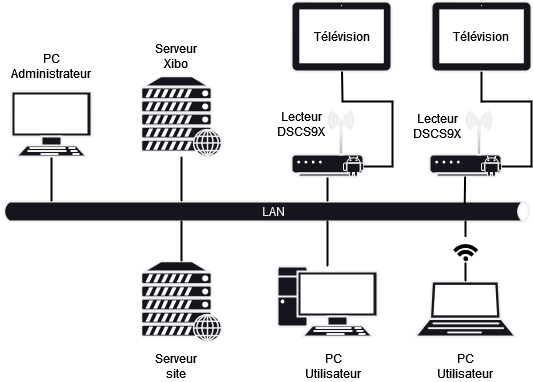 PC
Administrateur
Serveur
Xibo
Télévision
Lecteur
DSCS9X
Télévision
Lecteur
DSCS9X
LAN
Serveur
site
PC
Utilisateur
PC
Utilisateur